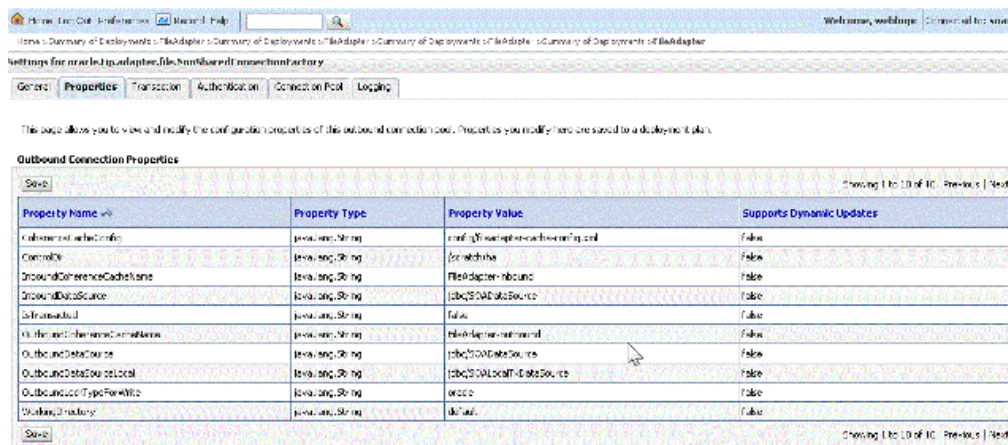 Home Log Out Preferences Record Help
Welcome, weblogic Connected to: soai
Home >Summary of Deployments >FileAdapter >Summary of Deployments >FileAdapter >Summary of Deployments >FileAdapter >Summary of Deployments >FileAdapter
Settings for oracle.tip.adapter.file.NonSharedConnectionFactory
General Properties Transaction Authentication Connection Pool Logging
This page allows you to view and modify the configuration properties of this outbound connection pool. Properties you modify here are saved to a deployment plan.
Outbound Connection Properties
Save Showing 1 to 10 of 10 Previous | Next
Property Name Property Type Property Value Supports Dynamic Updates
CoherenceCacheConfig java.lang.String config/fileadapter-cache-config.xml false
ControlDir java.lang.String /scratch/ha false
InboundCoherenceCacheName java.lang.String FileAdapter-inbound false
InboundDataSource java.lang.String jdbc/SOADataSource false
IsTransacted java.lang.String false false
OutboundCoherenceCacheName java.lang.String FileAdapter-outbound false
OutboundDataSource java.lang.String jdbc/SOADataSource false
OutboundDataSourceLocal java.lang.String jdbc/SOALocalTxDataSource false
OutboundLockTypeForWrite java.lang.String oracle false
WorkingDirectory java.lang.String default false
Save Showing 1 to 10 of 10 Previous | Next